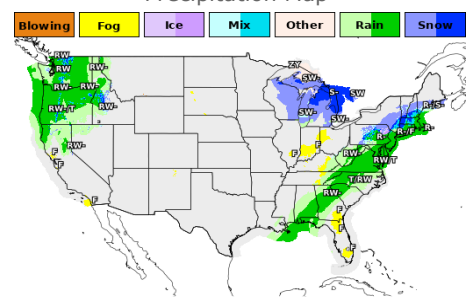 Precipitation Map
Blowing Fog Ice Mix Other Rain Snow
RW
RW RW-
RW- RW-
RW-T
RW-
F
F
F
ZY
SW-
S- SW
SW- SW-
F F
R-|S-
R-/F R-
R-
RW-
RW/T
T|RW
RW-
F
F
F